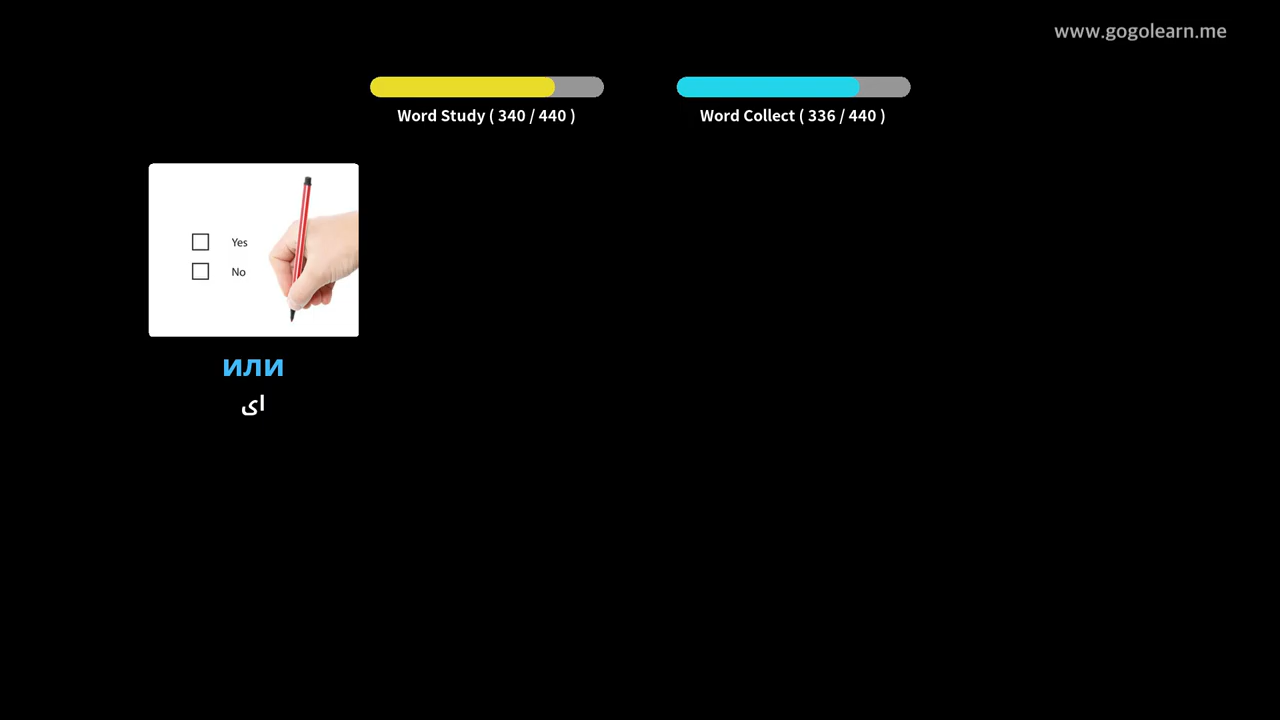 www.gogolearn.me
Word Study ( 340 / 440 )
Word Collect ( 336 / 440 )
Yes
No
или
ای